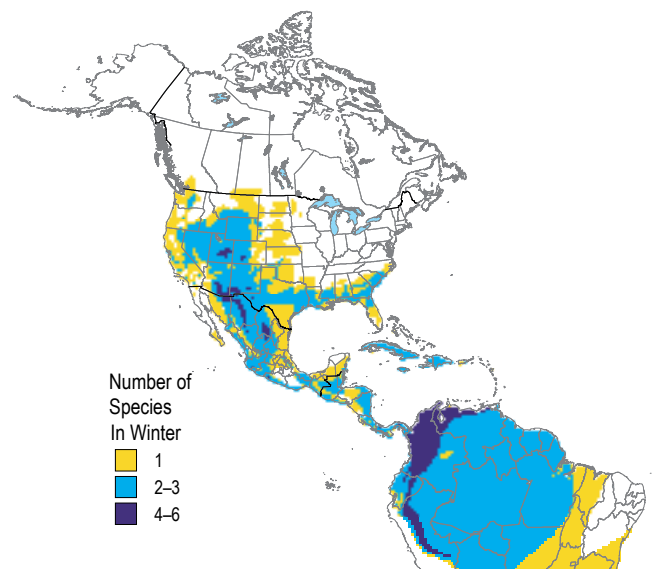 Number of
Species
In Winter
1
2–3
4–6